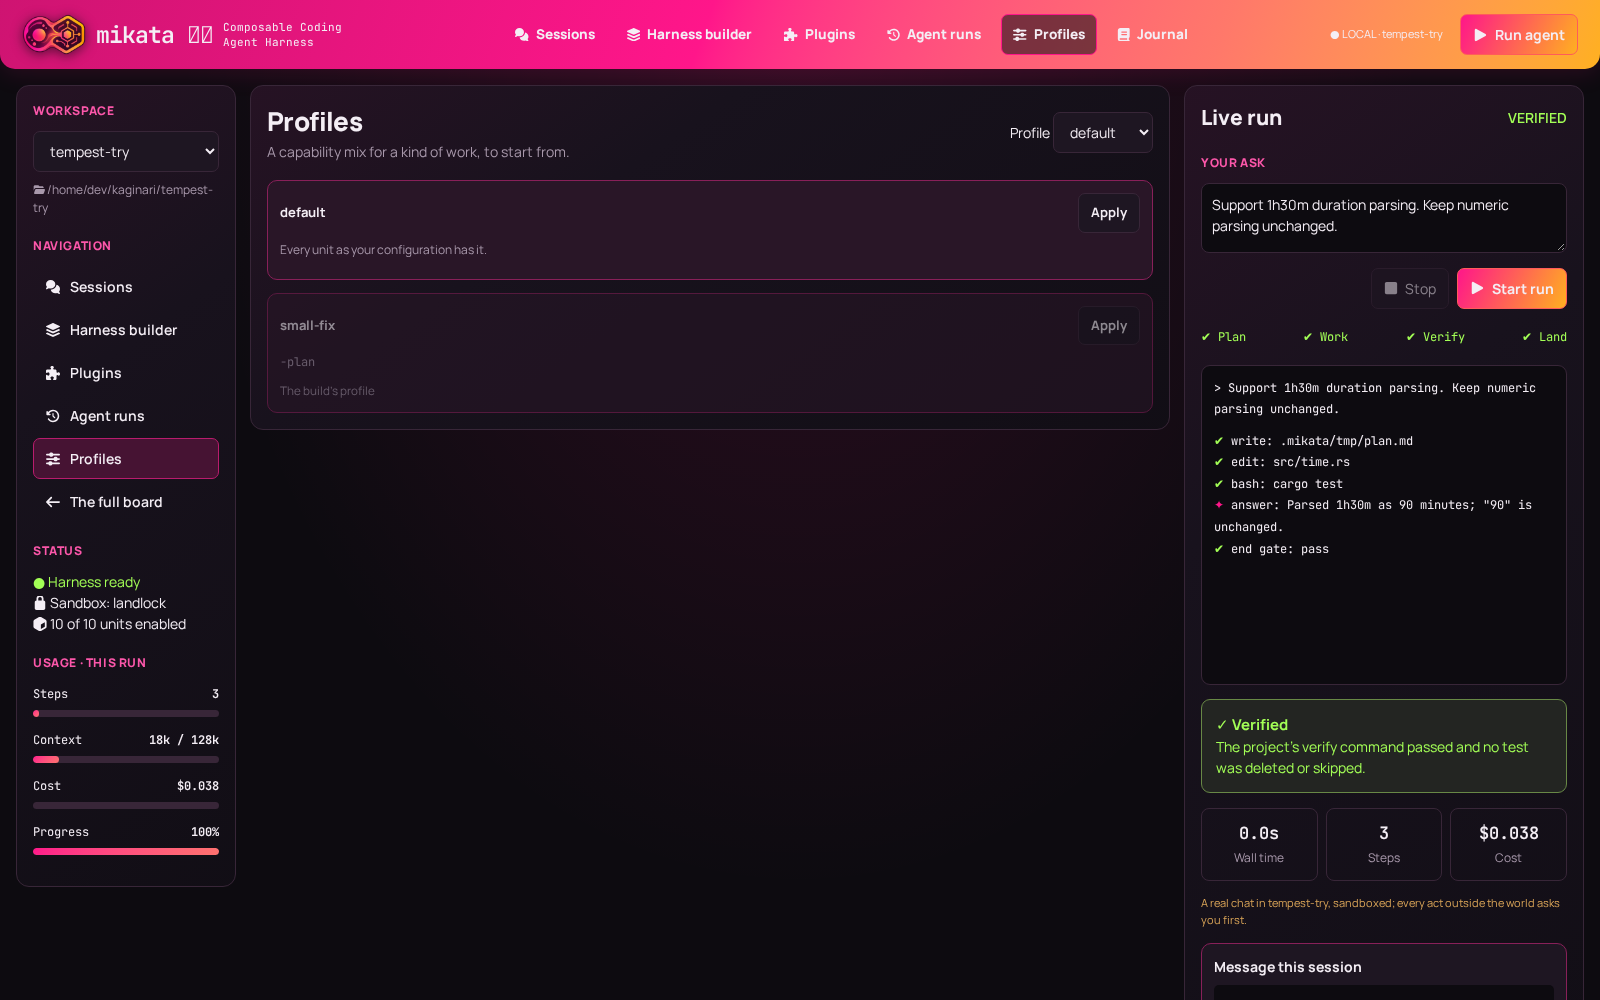 mikata
Composable Coding
Agent Harness
Sessions
Harness builder
Plugins
Agent runs
Profiles
Journal
LOCAL · tempest-try
Run agent
WORKSPACE
tempest-try
/home/dev/kaginari/tempest-
try
NAVIGATION
Sessions
Harness builder
Plugins
Agent runs
Profiles
The full board
STATUS
Harness ready
Sandbox: landlock
10 of 10 units enabled
USAGE · THIS RUN
Steps 3
Context 18k / 128k
Cost $0.038
Progress 100%
Profiles
A capability mix for a kind of work, to start from.
Profile default
default
Apply
Every unit as your configuration has it.
small-fix
Apply
-plan
The build's profile
Live run
VERIFIED
YOUR ASK
Support 1h30m duration parsing. Keep numeric
parsing unchanged.
Stop
Start run
✔ Plan ✔ Work ✔ Verify ✔ Land
> Support 1h30m duration parsing. Keep numeric
parsing unchanged.
✔ write: .mikata/tmp/plan.md
✔ edit: src/time.rs
✔ bash: cargo test
✦ answer: Parsed 1h30m as 90 minutes; "90" is
unchanged.
✔ end gate: pass
✓ Verified
The project's verify command passed and no test
was deleted or skipped.
0.0s
Wall time
3
Steps
$0.038
Cost
A real chat in tempest-try, sandboxed; every act outside the world asks
you first.
Message this session